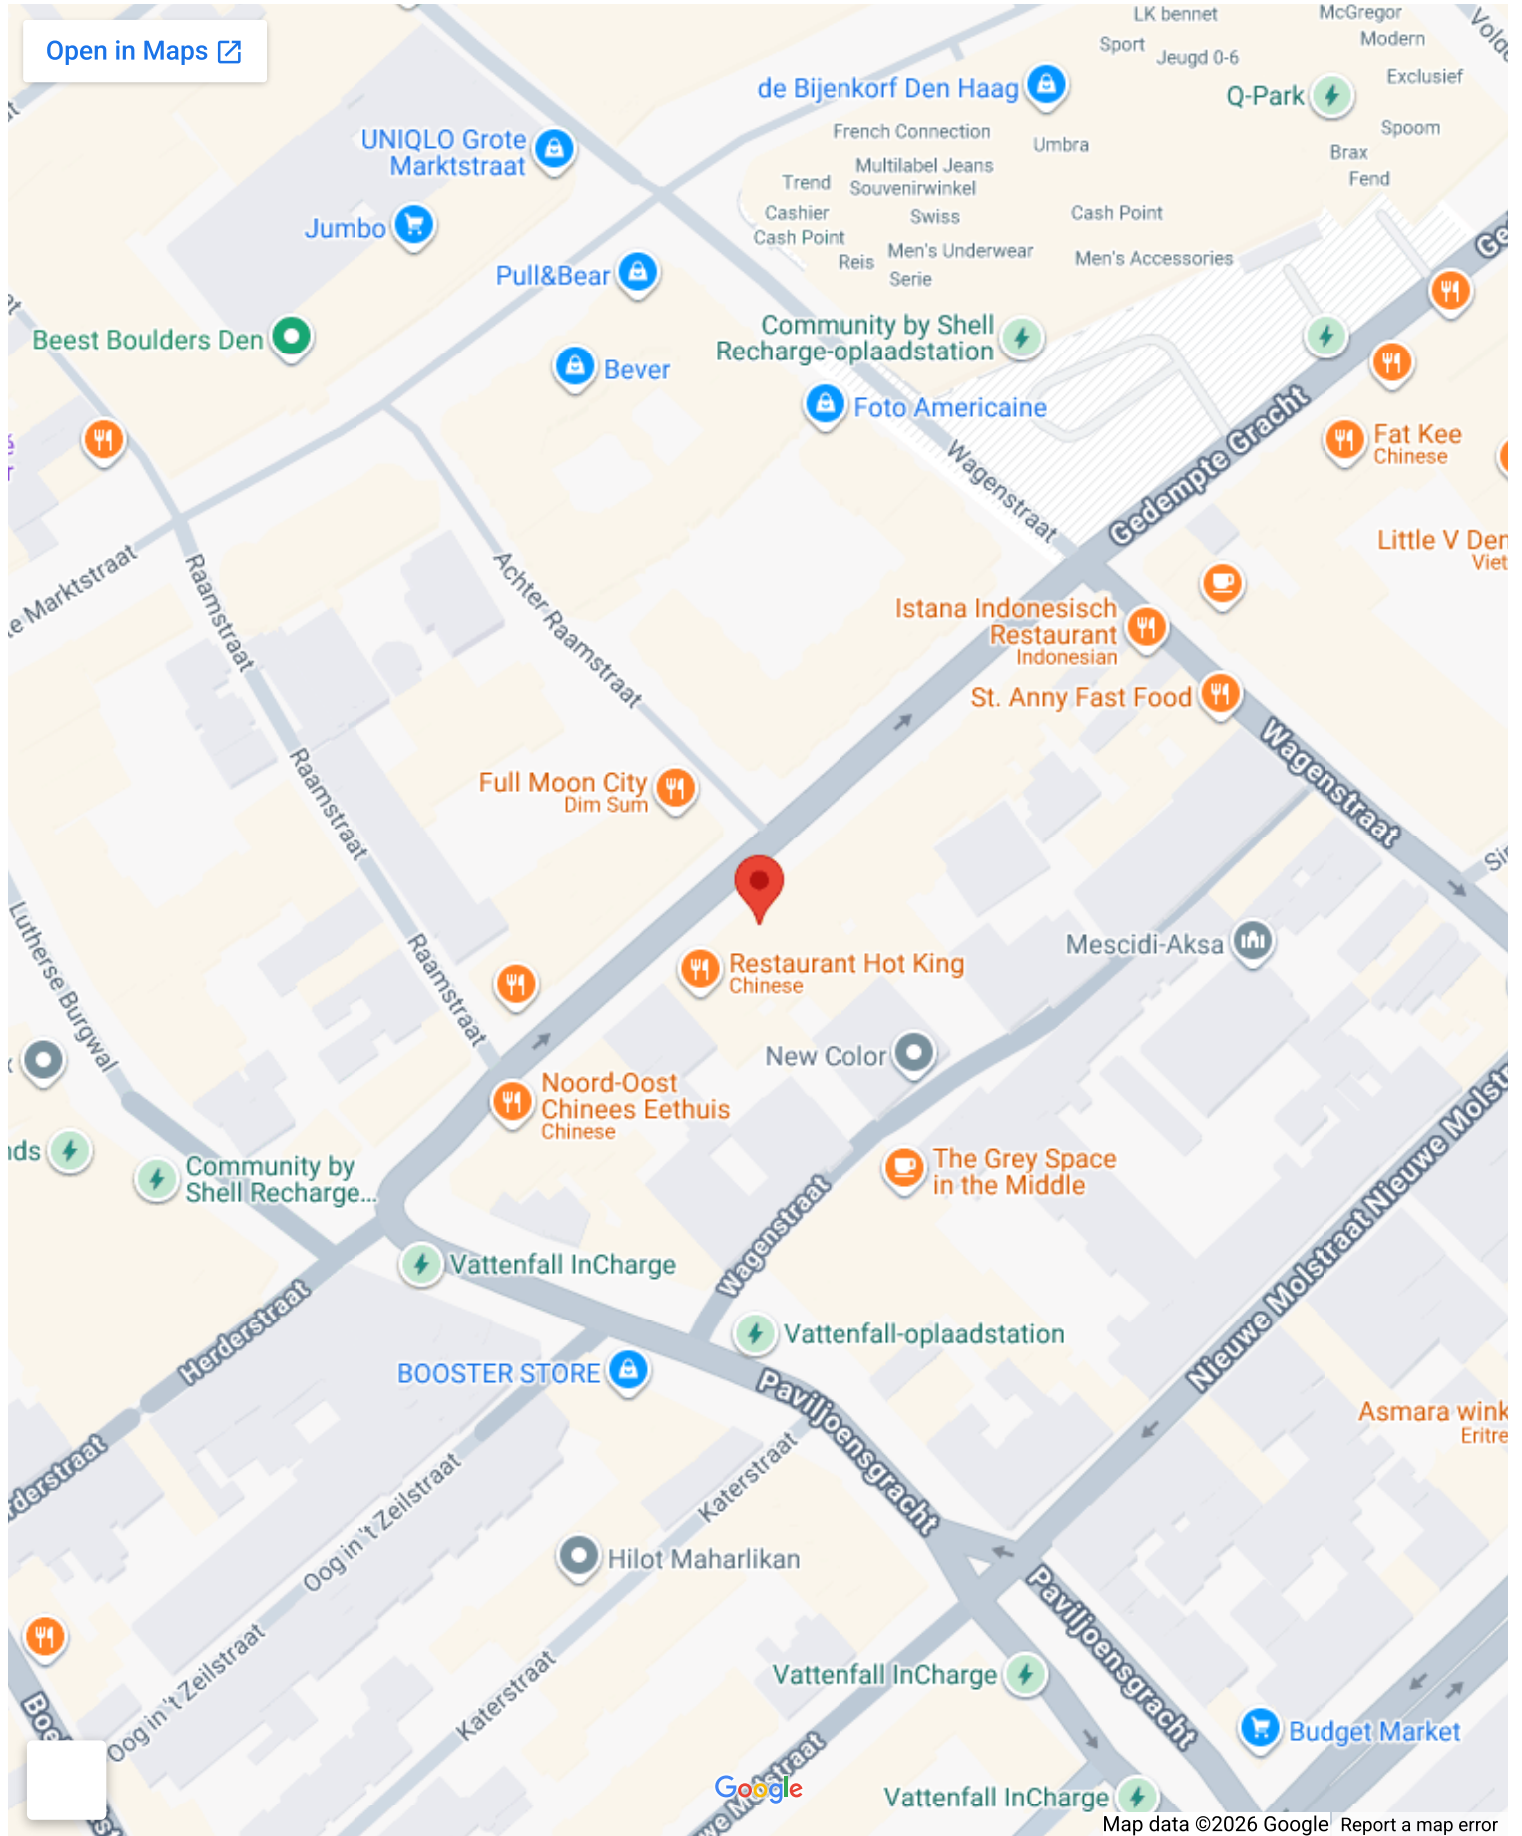 Open in Maps
LK bennet
McGregor
Sport
Jeugd 0-6
Modern
Exclusief
de Bijenkorf Den Haag
Q-Park
French Connection
Umbra
Spoom
Brax
Fend
Multilabel Jeans
Trend
Souvenirwinkel
Cashier
Swiss
Cash Point
Cash Point
Men's Underwear
Reis
Men's Accessories
Serie
UNIQLO Grote
Marktstraat
Jumbo
Pull&Bear
Beest Boulders Den
Bever
Community by Shell
Recharge-oplaadstation
Foto Americaine
Wagenstraat
Gedempte Gracht
Fat Kee
Chinese
Little V Den
Viet
Marktstraat
Raamstraat
Achter Raamstraat
Istana Indonesisch
Restaurant
Indonesian
St. Anny Fast Food
Wagenstraat
Raamstraat
Full Moon City
Dim Sum
Lutherse Burgwal
Raamstraat
Restaurant Hot King
Chinese
Mescidi-Aksa
New Color
Noord-Oost
Chinees Eethuis
Chinese
Community by
Shell Recharge...
The Grey Space
in the Middle
Wagenstraat
Nieuwe Molstraat
Nieuwe Molstr
Vattenfall InCharge
Herderstraat
Vattenfall-oplaadstation
BOOSTER STORE
Paviljoensgracht
Asmara wink
Eritre
rderstraat
Oog in 't Zeilstraat
Katerstraat
Hilot Maharlikan
Paviljoensgracht
Oog in 't Zeilstraat
Katerstraat
Vattenfall InCharge
Budget Market
Google
Vattenfall InCharge
Map data ©2026 Google
Report a map error